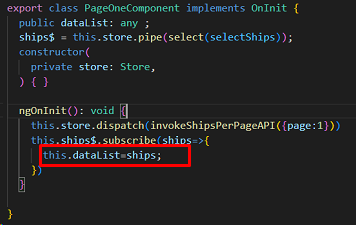 export class PageOneComponent implements OnInit {
public dataList: any ;
ships$ = this.store.pipe(select(selectShips));
constructor(
private store: Store,
) { }
ngOnInit(): void {
this.store.dispatch(invokeShipsPerPageAPI({page:1}))
this.ships$.subscribe(ships=>{
this.dataList=ships;
})
}
}